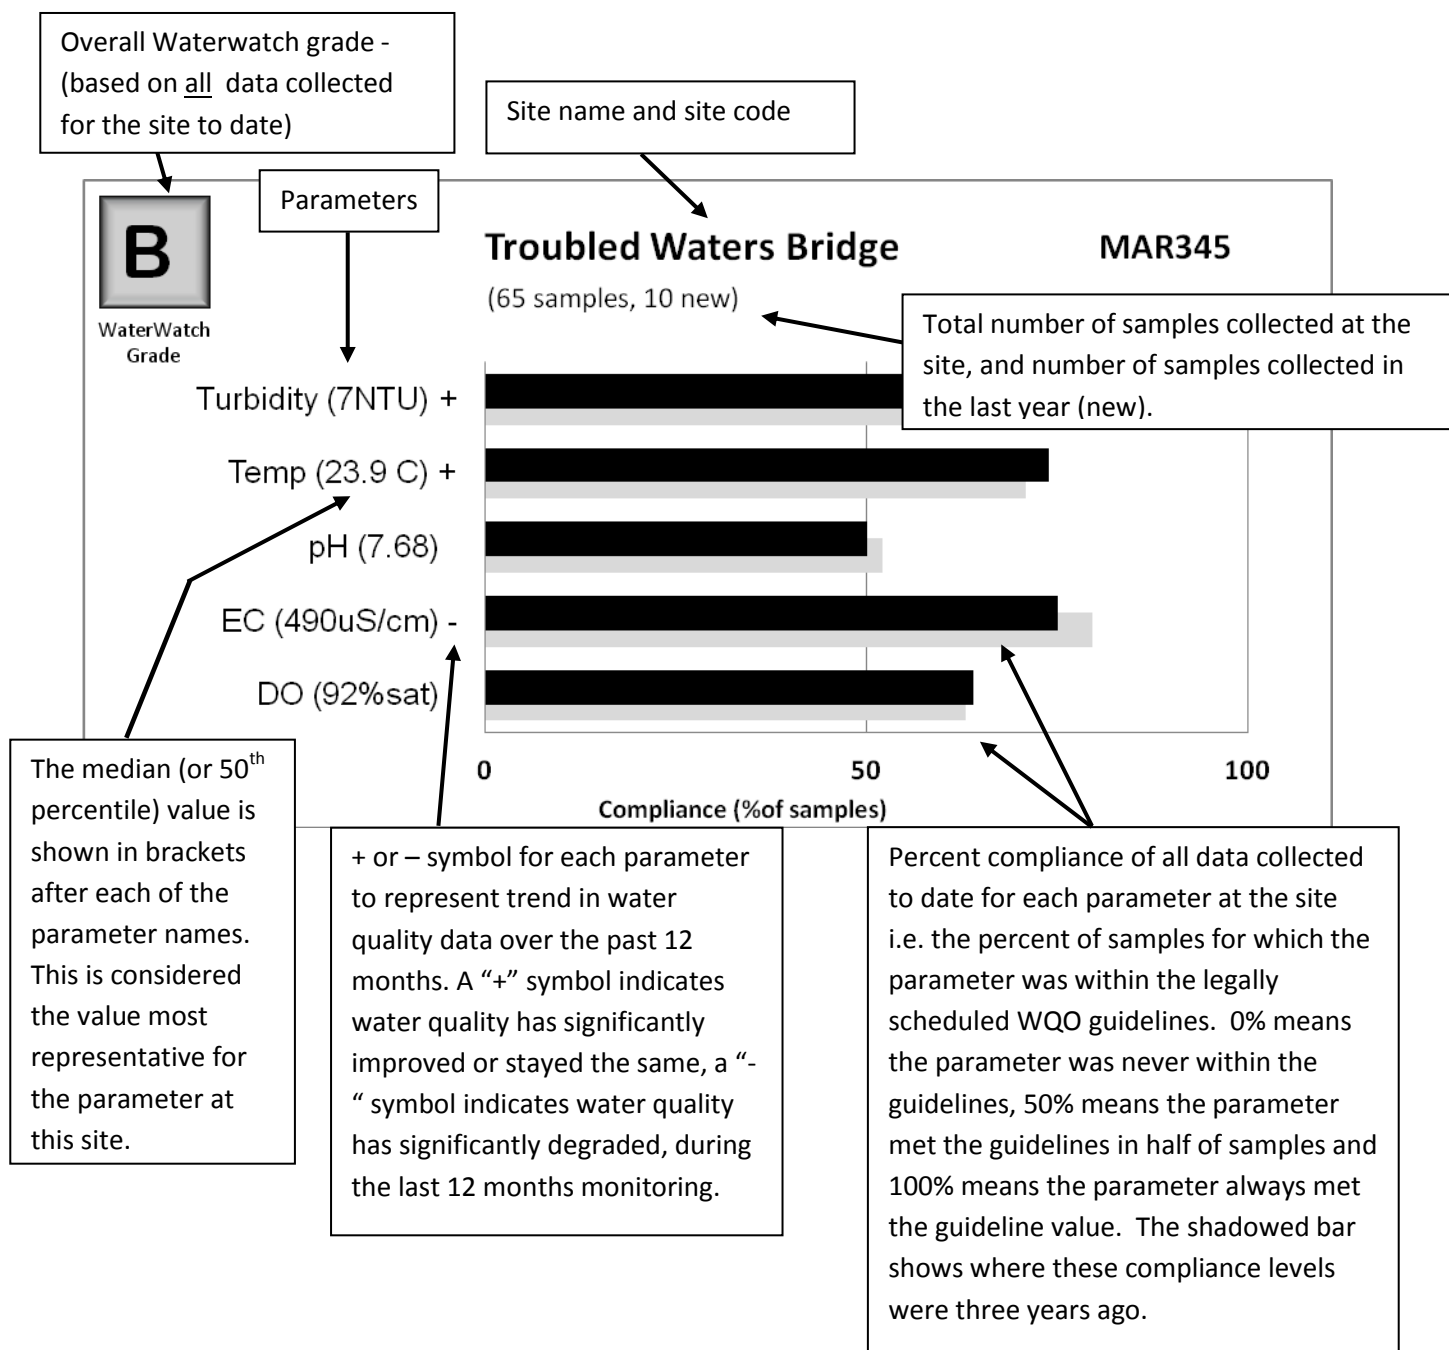 Overall Waterwatch grade -
(based on all data collected
for the site to date)
Site name and site code
Parameters
B
WaterWatch
Grade
Troubled Waters Bridge
MAR345
(65 samples, 10 new)
Total number of samples collected at the
site, and number of samples collected in
the last year (new).
Turbidity (7NTU) +
Temp (23.9 C) +
pH (7.68)
EC (490uS/cm) -
DO (92%sat)
0
50
100
Compliance (%of samples)
The median (or 50th
percentile) value is
shown in brackets
after each of the
parameter names.
This is considered
the value most
representative for
the parameter at
this site.
+ or – symbol for each parameter
to represent trend in water
quality data over the past 12
months. A “+” symbol indicates
water quality has significantly
improved or stayed the same, a “-
“ symbol indicates water quality
has significantly degraded, during
the last 12 months monitoring.
Percent compliance of all data collected
to date for each parameter at the site
i.e. the percent of samples for which the
parameter was within the legally
scheduled WQO guidelines.  0% means
the parameter was never within the
guidelines, 50% means the parameter
met the guidelines in half of samples and
100% means the parameter always met
the guideline value.  The shadowed bar
shows where these compliance levels
were three years ago.